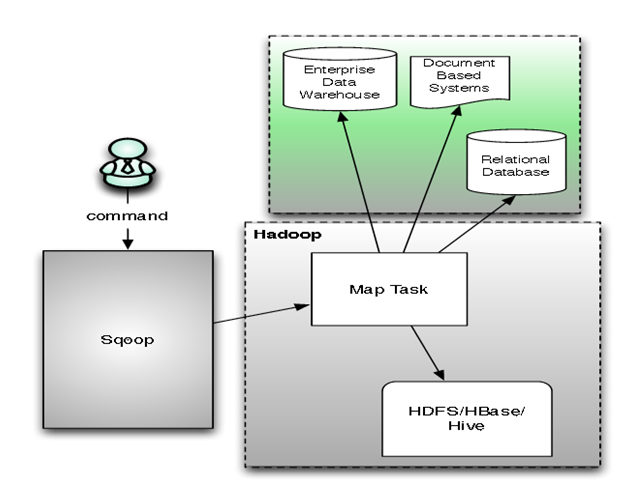 Enterprise
Data
Warehouse
Document
Based
Systems
Relational
Database
command
Hadoop
Map Task
Sqoop
HDFS/HBase/
Hive